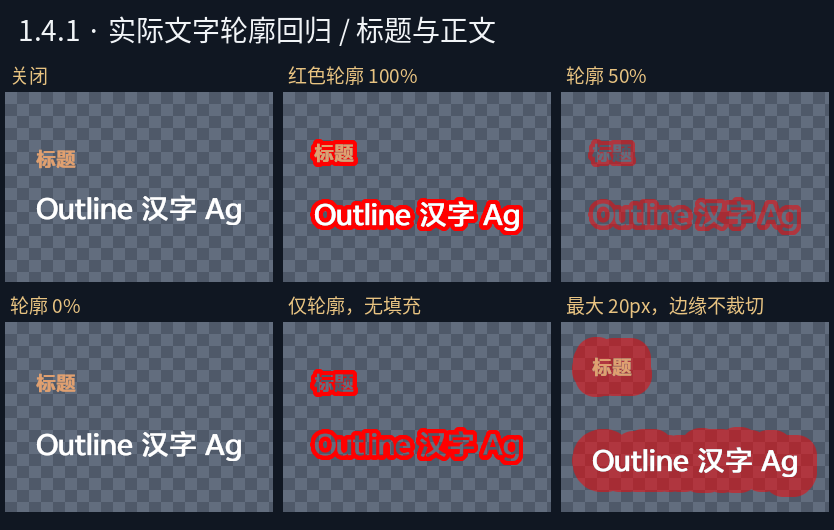 1.4.1 · 实际文字轮廓回归 / 标题与正文
关闭
红色轮廓 100%
轮廓 50%
标题
标题
标题
Outline 汉字 Ag
Outline 汉字 Ag
Outline 汉字 Ag
轮廓 0%
仅轮廓，无填充
最大 20px，边缘不裁切
标题
标题
标题
Outline 汉字 Ag
Outline 汉字 Ag
Outline 汉字 Ag